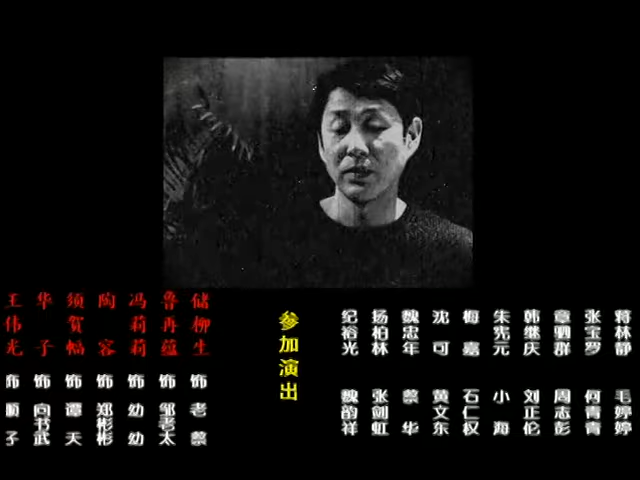 王伟光 饰 顺子
华子 饰 向书武
须贺幅 饰 谭天
陶容 饰 郑彬彬
冯莉莉 饰 幼幼
鲁再蕴 饰 邹老太
储柳生 饰 老蔡
参加演出
纪裕光 魏韵祥
扬柏林 张剑虹
魏忠年 蔡华
沈可 黄文东
梅嘉 石仁权
朱宪元 小海
韩继庆 刘正伦
章驷群 周志彭
张宝罗 何青青
蒋林静 毛婷婷